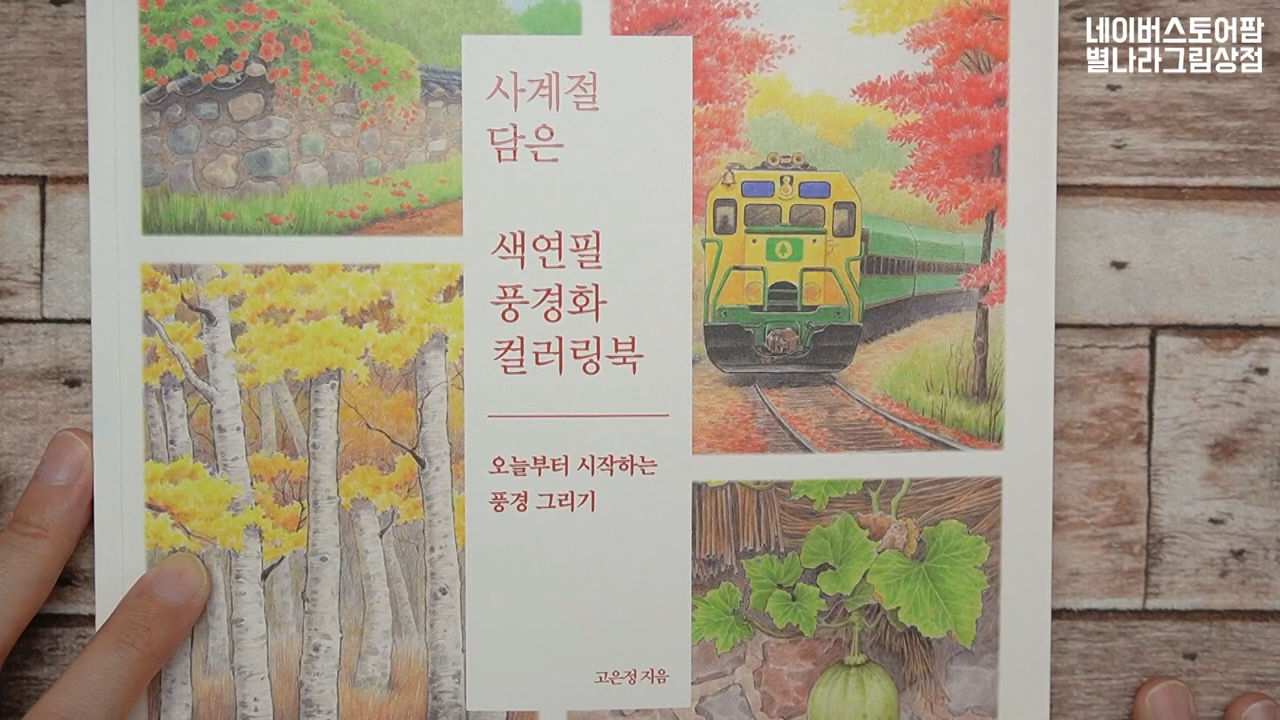 네이버스토어팜
별나라그림상점
사계절
담은
색연필
풍경화
컬러링북
오늘부터 시작하는
풍경 그리기
고은정 지음